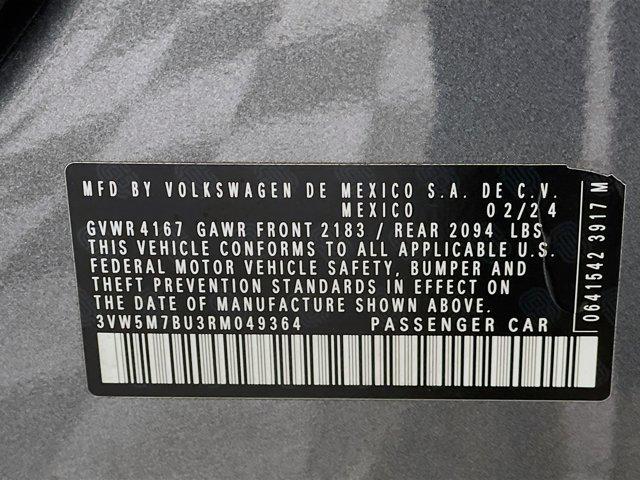 MFD BY VOLKSWAGEN DE MEXICO S.A. DE C.V.
MEXICO 02/24
GVWR 4167 GAWR FRONT 2183 / REAR 2094 LBS
THIS VEHICLE CONFORMS TO ALL APPLICABLE U.S.
FEDERAL MOTOR VEHICLE SAFETY, BUMPER AND
THEFT PREVENTION STANDARDS IN EFFECT ON
THE DATE OF MANUFACTURE SHOWN ABOVE.
3VW5M7BU3RM049364 PASSENGER CAR
0641542 3917 M